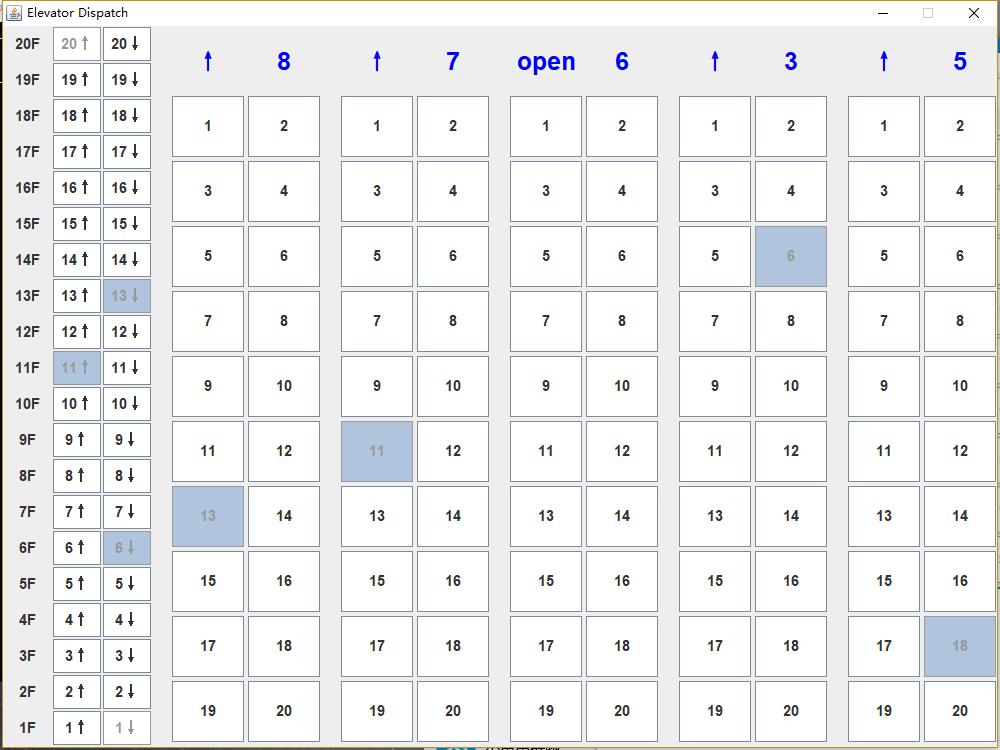 Elevator Dispatch
↑ 8 ↑ 7 open 6 ↑ 3 ↑ 5
20F 20↑ 20↓
19F 19↑ 19↓
18F 18↑ 18↓
17F 17↑ 17↓
16F 16↑ 16↓
15F 15↑ 15↓
14F 14↑ 14↓
13F 13↑ 13↓
12F 12↑ 12↓
11F 11↑ 11↓
10F 10↑ 10↓
9F 9↑ 9↓
8F 8↑ 8↓
7F 7↑ 7↓
6F 6↑ 6↓
5F 5↑ 5↓
4F 4↑ 4↓
3F 3↑ 3↓
2F 2↑ 2↓
1F 1↑ 1↓
1 2 1 2 1 2 1 2 1 2
3 4 3 4 3 4 3 4 3 4
5 6 5 6 5 6 5 6 5 6
7 8 7 8 7 8 7 8 7 8
9 10 9 10 9 10 9 10 9 10
11 12 11 12 11 12 11 12 11 12
13 14 13 14 13 14 13 14 13 14
15 16 15 16 15 16 15 16 15 16
17 18 17 18 17 18 17 18 17 18
19 20 19 20 19 20 19 20 19 20